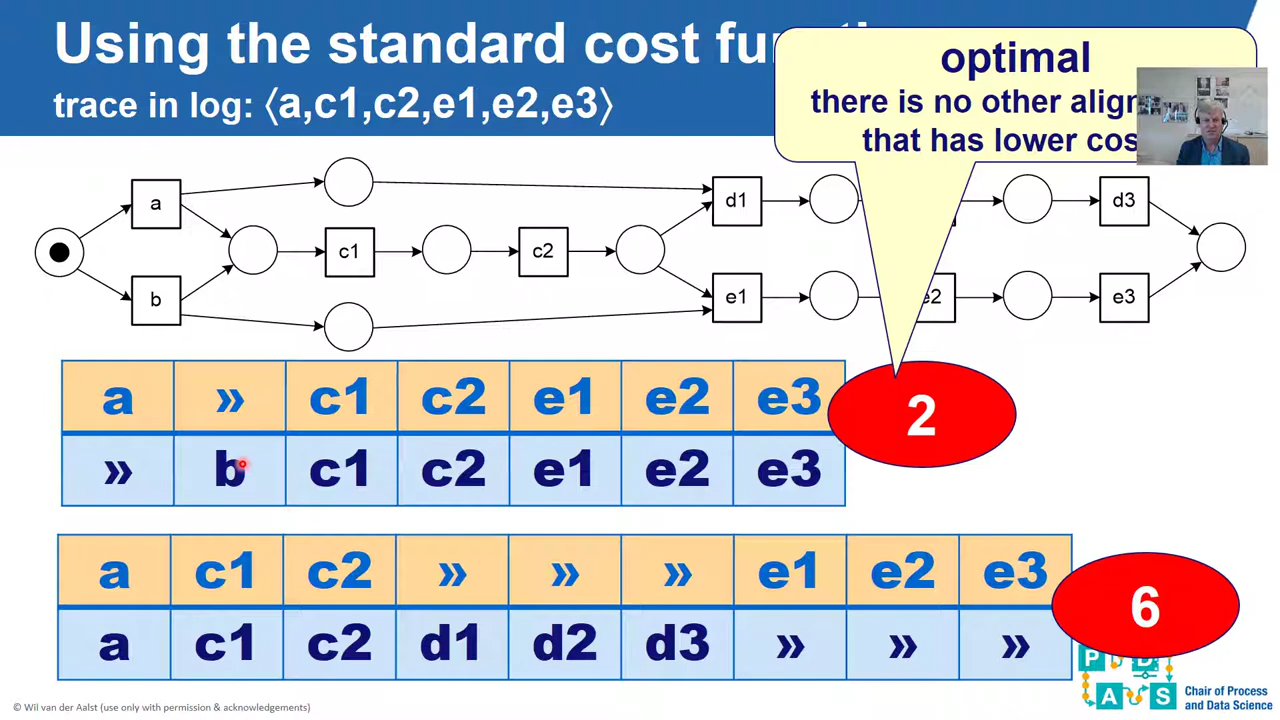 Using the standard cost fu
trace in log: ⟨a,c1,c2,e1,e2,e3⟩
optimal
there is no other align
that has lower cos
a
d1
d3
c1
c2
b
e1
e2
e3
a » c1 c2 e1 e2 e3
» b c1 c2 e1 e2 e3
2
a c1 c2 » » » e1 e2 e3
a c1 c2 d1 d2 d3 » » »
6
P D
A S
Chair of Process
and Data Science
© Wil van der Aalst (use only with permission & acknowledgements)